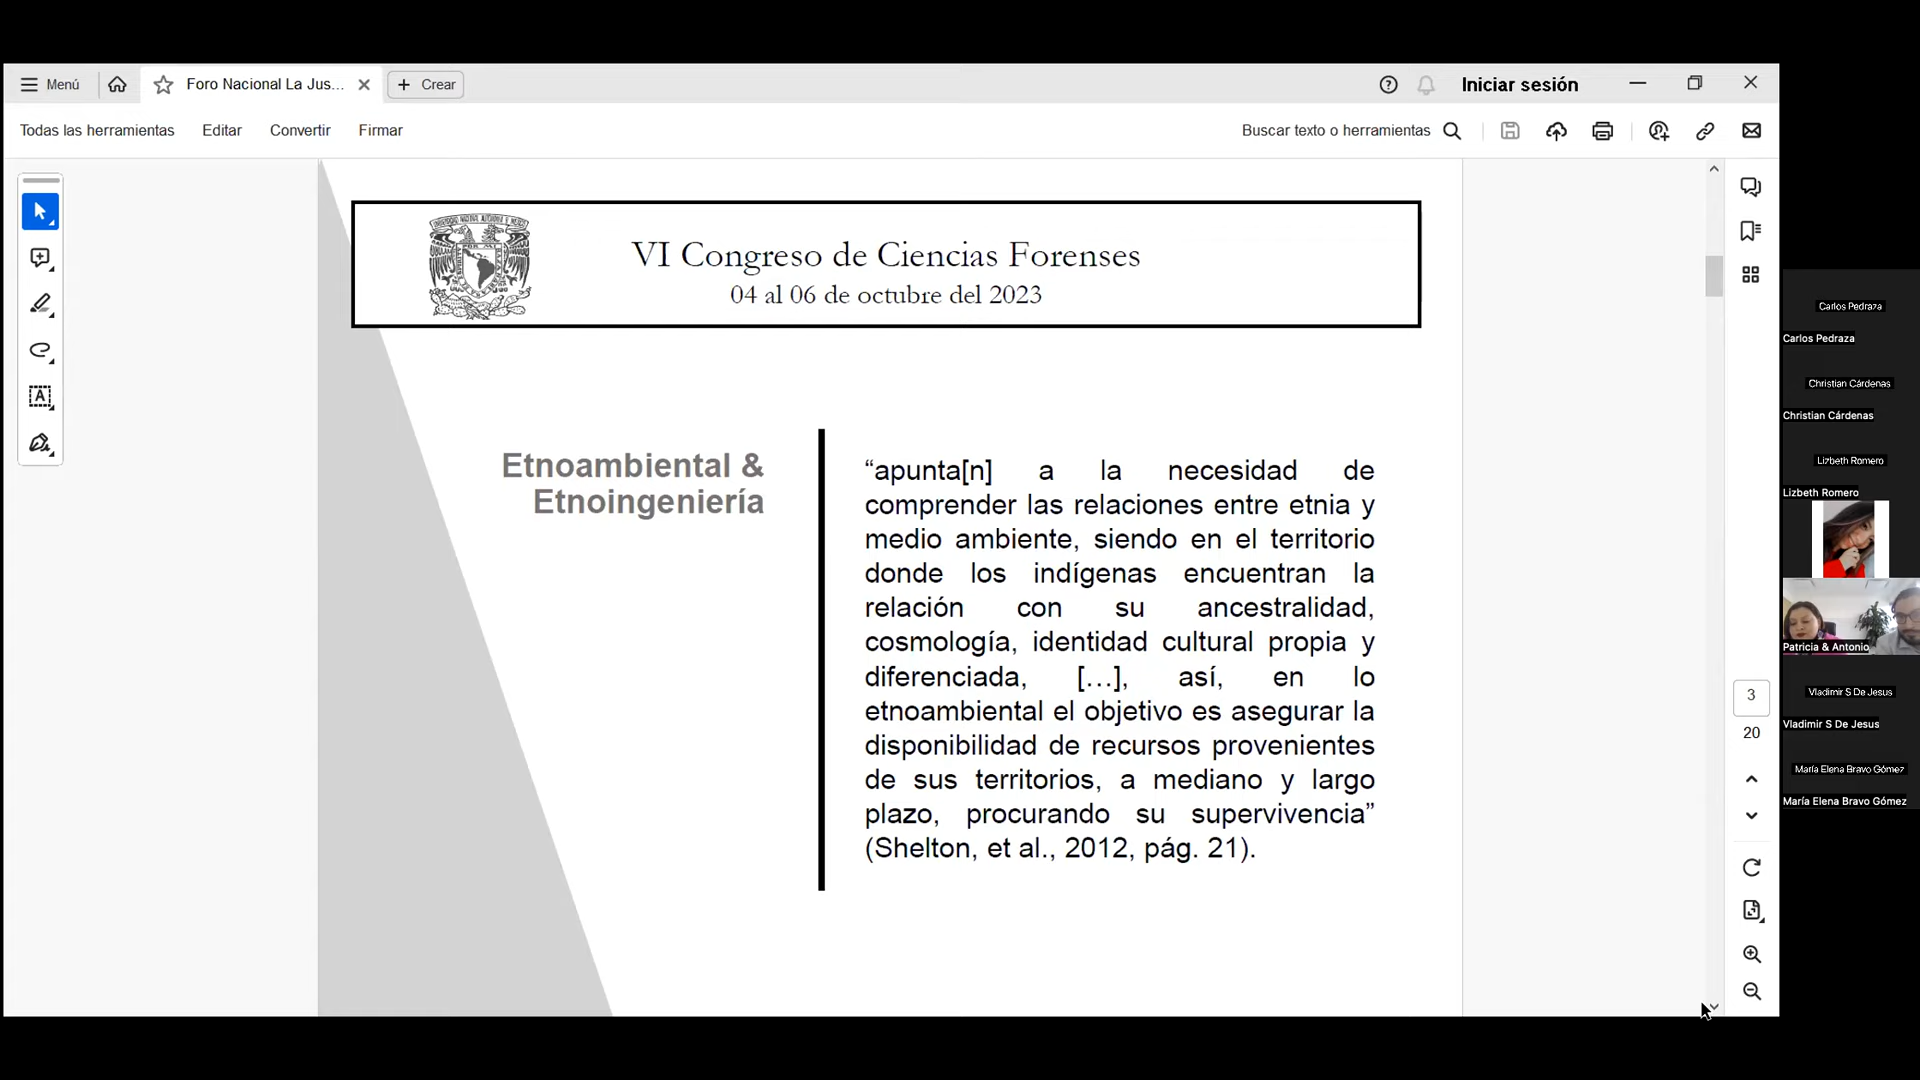 Menú
Foro Nacional La Jus...
Crear
Iniciar sesión
Todas las herramientas
Editar
Convertir
Firmar
Buscar texto o herramientas
VI Congreso de Ciencias Forenses
04 al 06 de octubre del 2023
Etnoambiental &
Etnoingeniería
“apunta[n] a la necesidad de
comprender las relaciones entre etnia y
medio ambiente, siendo en el territorio
donde los indígenas encuentran la
relación con su ancestralidad,
cosmología, identidad cultural propia y
diferenciada, […], así, en lo
etnoambiental el objetivo es asegurar la
disponibilidad de recursos provenientes
de sus territorios, a mediano y largo
plazo, procurando su supervivencia”
(Shelton, et al., 2012, pág. 21).
3
20
Carlos Pedraza
Carlos Pedraza
Christian Cárdenas
Christian Cárdenas
Lizbeth Romero
Lizbeth Romero
Patricia & Antonio
Vladimir S De Jesus
Vladimir S De Jesus
María Elena Bravo Gómez
María Elena Bravo Gómez